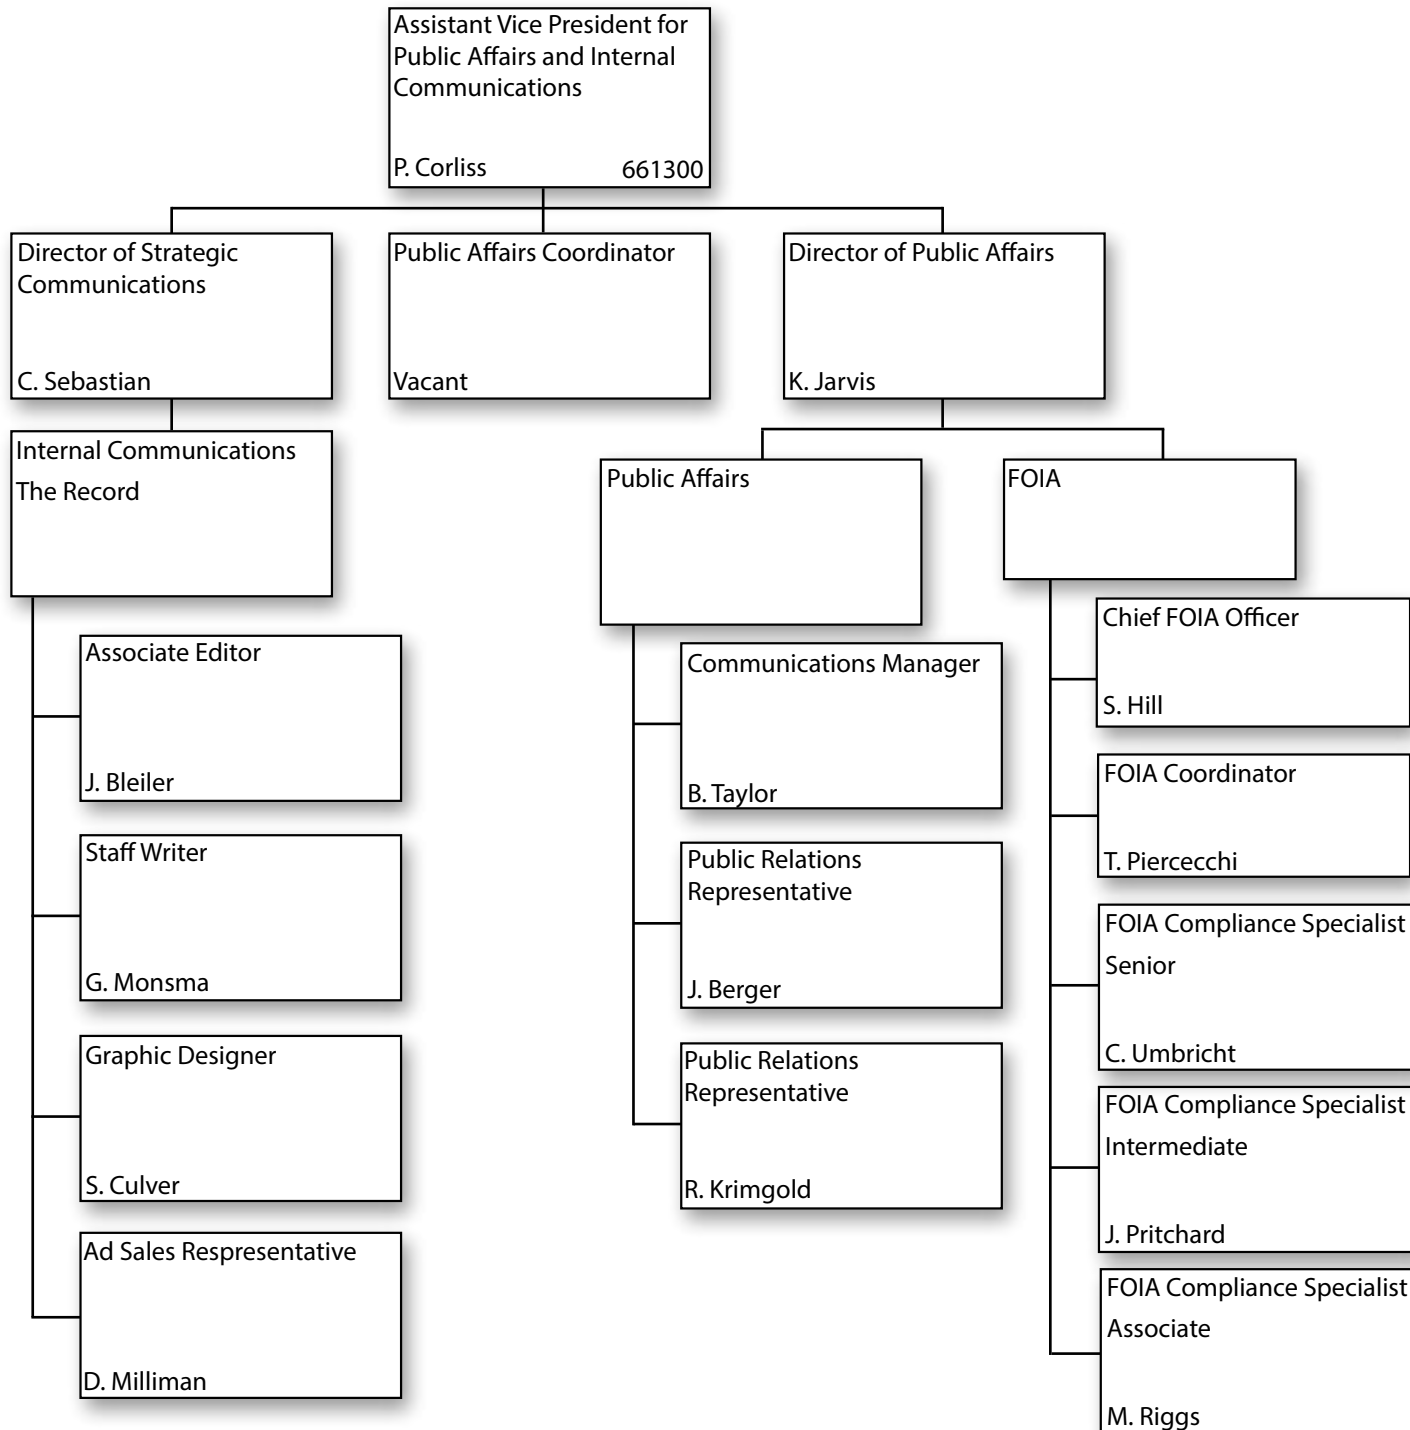 Assistant Vice President for
Public Affairs and Internal
Communications
P. Corliss 661300
Director of Strategic
Communications
C. Sebastian
Public Affairs Coordinator
Vacant
Director of Public Affairs
K. Jarvis
Internal Communications
The Record
Associate Editor
J. Bleiler
Staff Writer
G. Monsma
Graphic Designer
S. Culver
Ad Sales Respresentative
D. Milliman
Public Affairs
Communications Manager
B. Taylor
Public Relations
Representative
J. Berger
Public Relations
Representative
R. Krimgold
FOIA
Chief FOIA Officer
S. Hill
FOIA Coordinator
T. Piercecchi
FOIA Compliance Specialist
Senior
C. Umbricht
FOIA Compliance Specialist
Intermediate
J. Pritchard
FOIA Compliance Specialist
Associate
M. Riggs